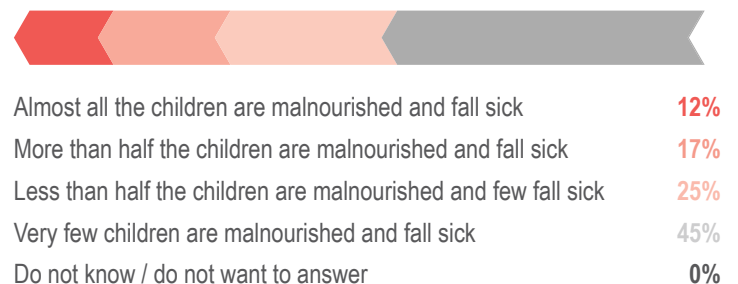 Almost all the children are malnourished and fall sick 12%
More than half the children are malnourished and fall sick 17%
Less than half the children are malnourished and few fall sick 25%
Very few children are malnourished and fall sick 45%
Do not know / do not want to answer 0%